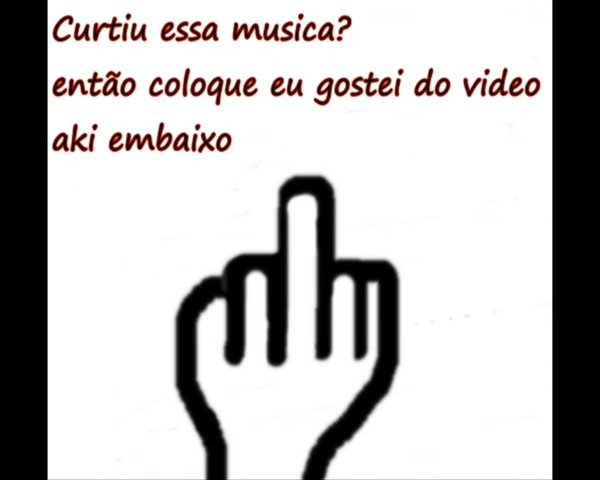 Curtiu essa musica?
então coloque eu gostei do video
aki embaixo